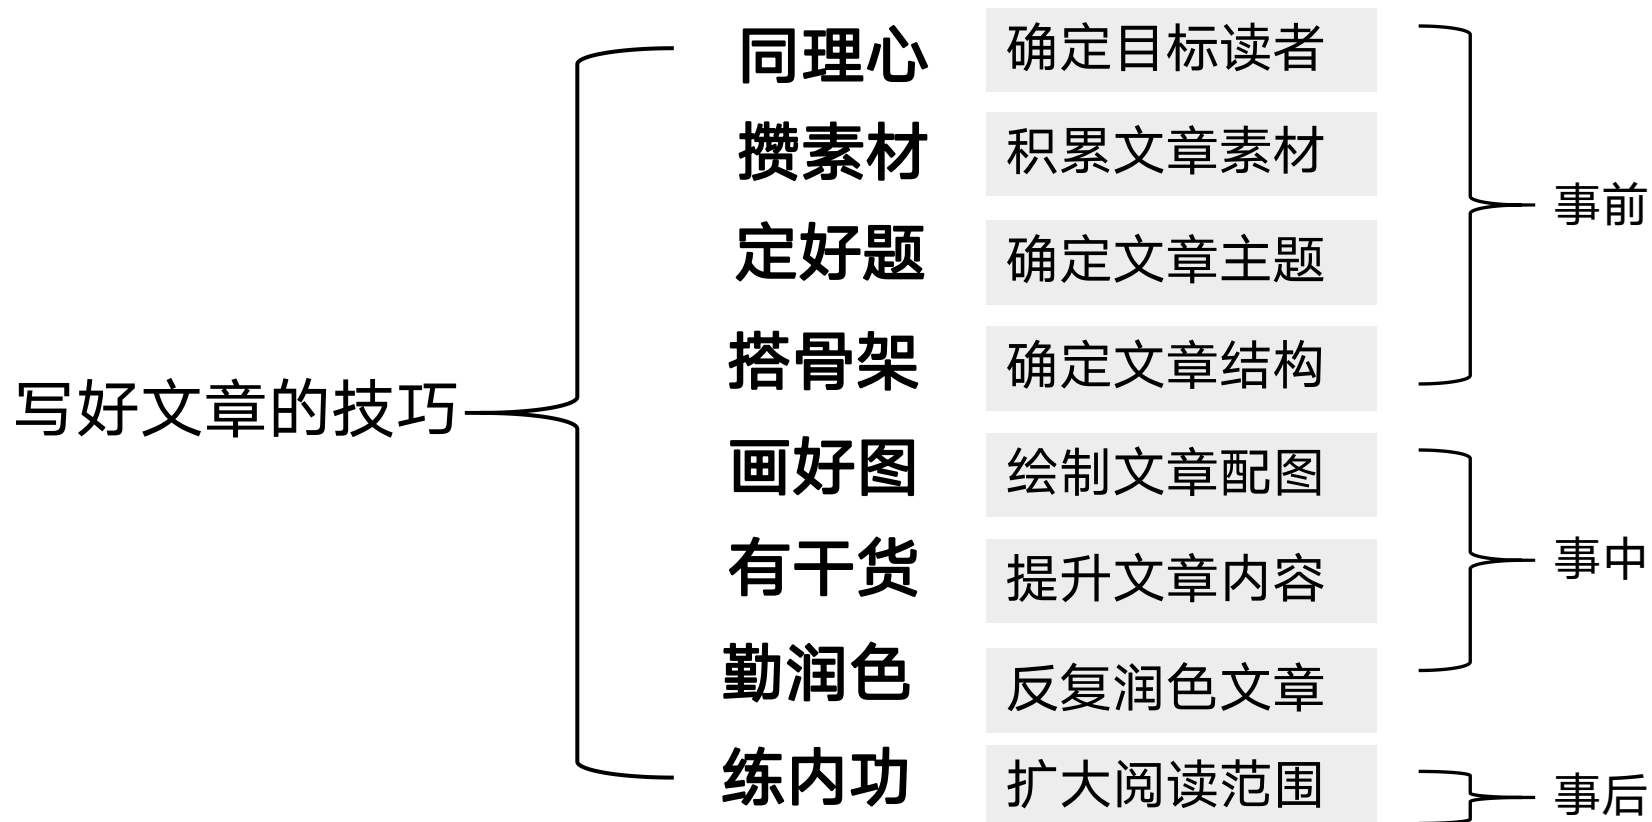 写好文章的技巧
同理心 确定目标读者
攒素材 积累文章素材
定好题 确定文章主题
搭骨架 确定文章结构
事前
画好图 绘制文章配图
有干货 提升文章内容
勤润色 反复润色文章
事中
练内功 扩大阅读范围
事后